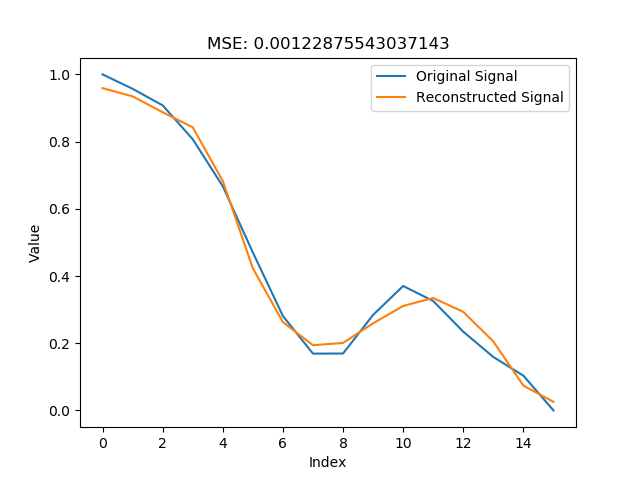 MSE: 0.00122875543037143
Original Signal
Reconstructed Signal
1.0
0.8
0.6
0.4
0.2
0.0
Value
0 2 4 6 8 10 12 14
Index